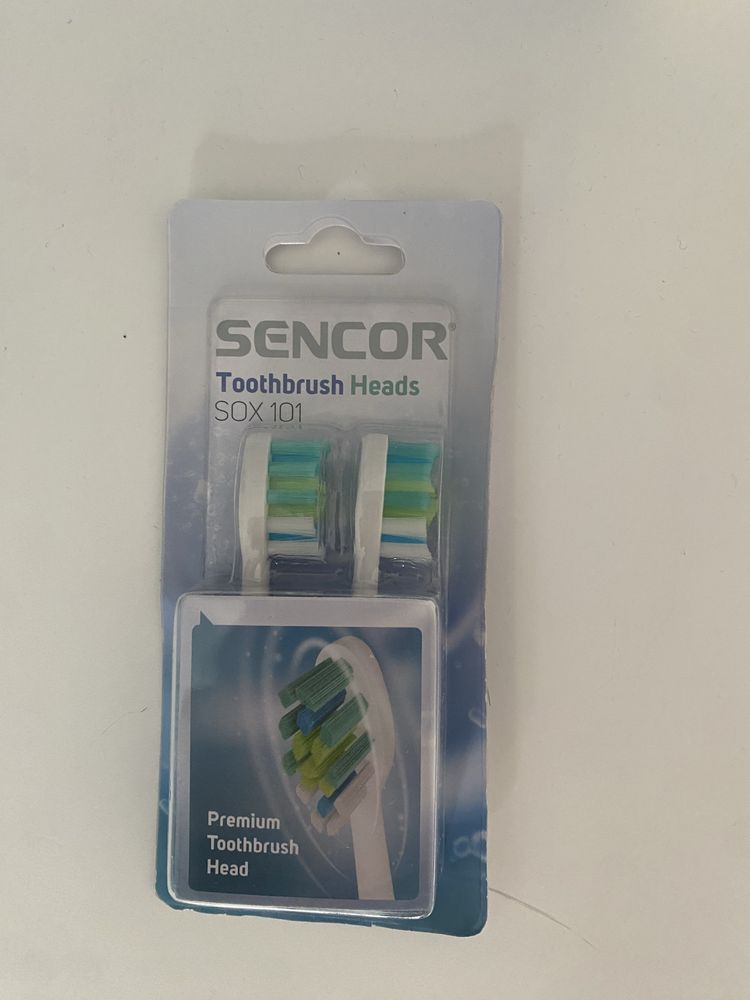 SENCOR®
Toothbrush Heads
SOX 101
Premium
Toothbrush
Head